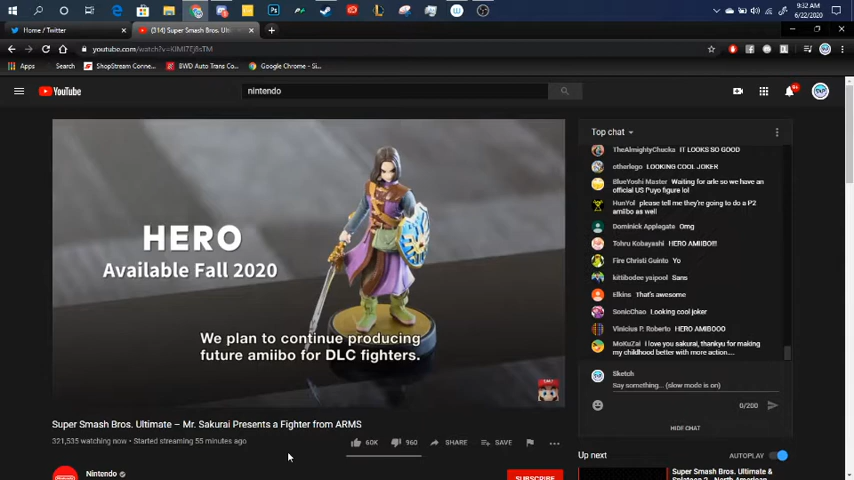 9:32 AM
6/22/2020
Home / Twitter
(314) Super Smash Bros. Ultimate
Apps
Search
ShopStream Conne...
BWD Auto Trans Co...
Google Chrome - Si...
YouTube
nintendo
9+
HERO
Available Fall 2020
We plan to continue producing
future amiibo for DLC fighters.
Super Smash Bros. Ultimate – Mr. Sakurai Presents a Fighter from ARMS
321,535 watching now • Started streaming 55 minutes ago
60K
960
SHARE
SAVE
Nintendo
SUBSCRIBE
Top chat
TheAlmightyChucks IT LOOKS SO GOOD
otherlego LOOKING COOL JOKER
BlueYoshi Master Waiting for arle so we have an
official US Puyo figure lol
HunYol please tell me they're going to do a P2
amiibo as well
Dominick Applegate Omg
Tohru Kobayashi HERO AMIIBO!!!
Fire Christi Guinto Yo
kittibodee yaipool Sans
Elkins That's awesome
SonicChao Looking cool joker
Vinicius P. Roberto HERO AMIBOOO
MoKuZai I love you sakurai, thankyu for making
my childhood better with more action....
Sketch
Say something... (slow mode is on)
0/200
HIDE CHAT
Up next
AUTOPLAY
Super Smash Bros. Ultimate &
Splatoon 2 - North American